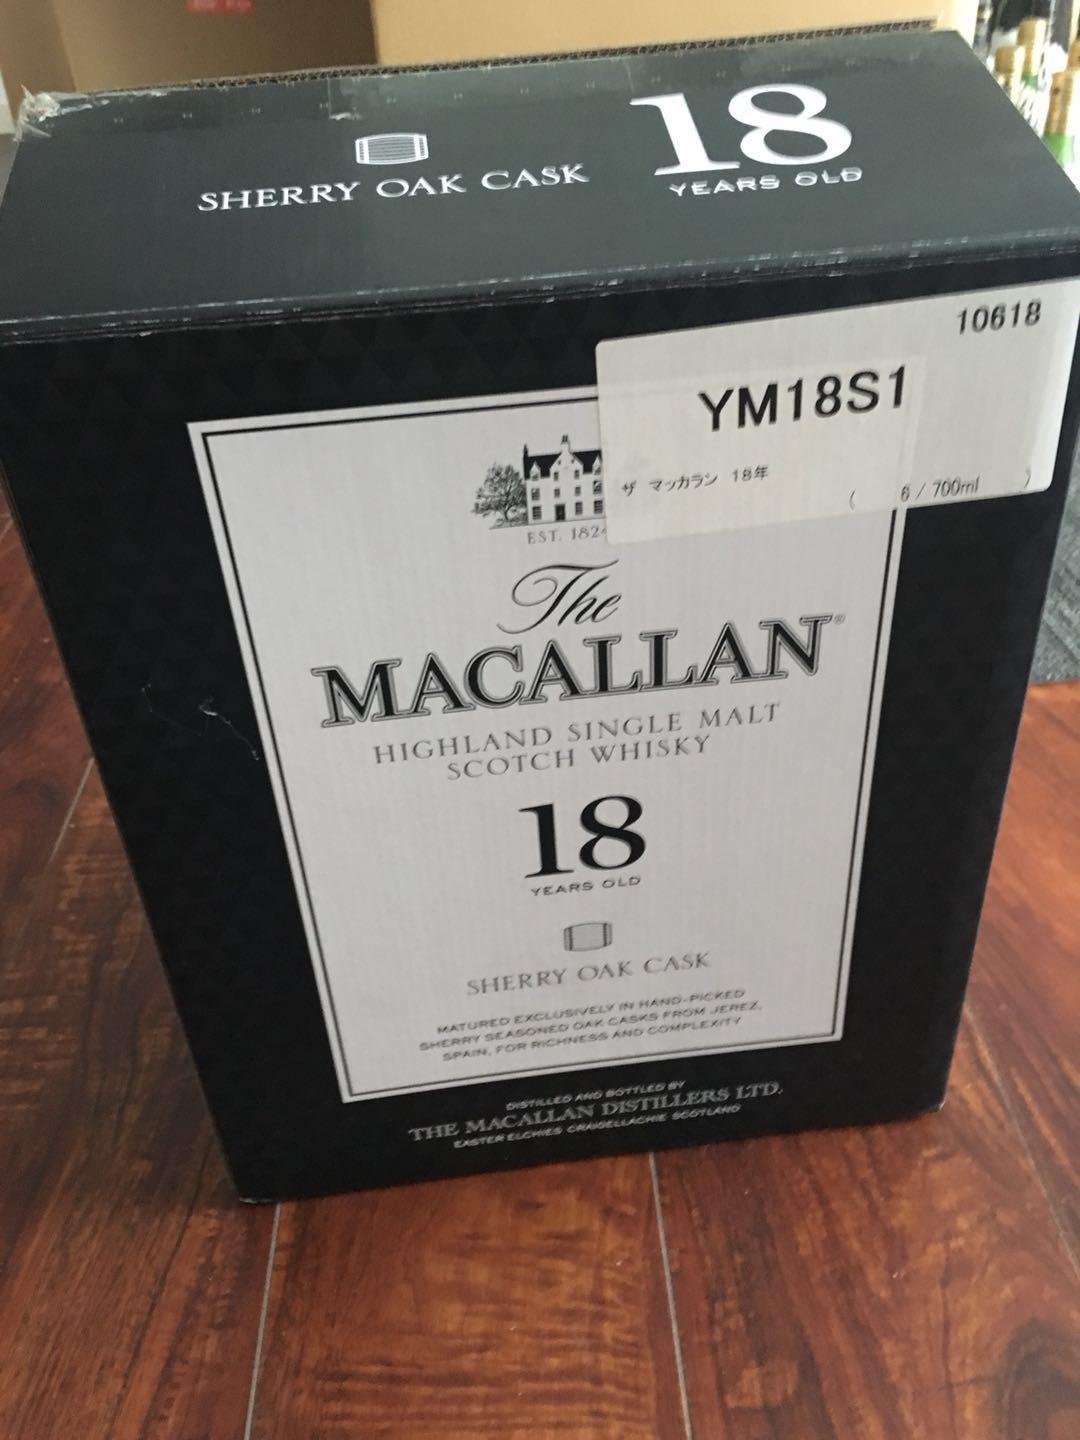 SHERRY OAK CASK
18
YEARS OLD
10618
YM18S1
ザ マッカラン 18年
( 6 / 700ml )
EST. 182
The
MACALLAN®
HIGHLAND SINGLE MALT
SCOTCH WHISKY
18
YEARS OLD
SHERRY OAK CASK
MATURED EXCLUSIVELY IN HAND-PICKED
SHERRY SEASONED OAK CASKS FROM JEREZ,
SPAIN, FOR RICHNESS AND COMPLEXITY
DISTILLED AND BOTTLED BY
THE MACALLAN DISTILLERS LTD.
EASTER ELCHIES CRAIGELLACHIE SCOTLAND